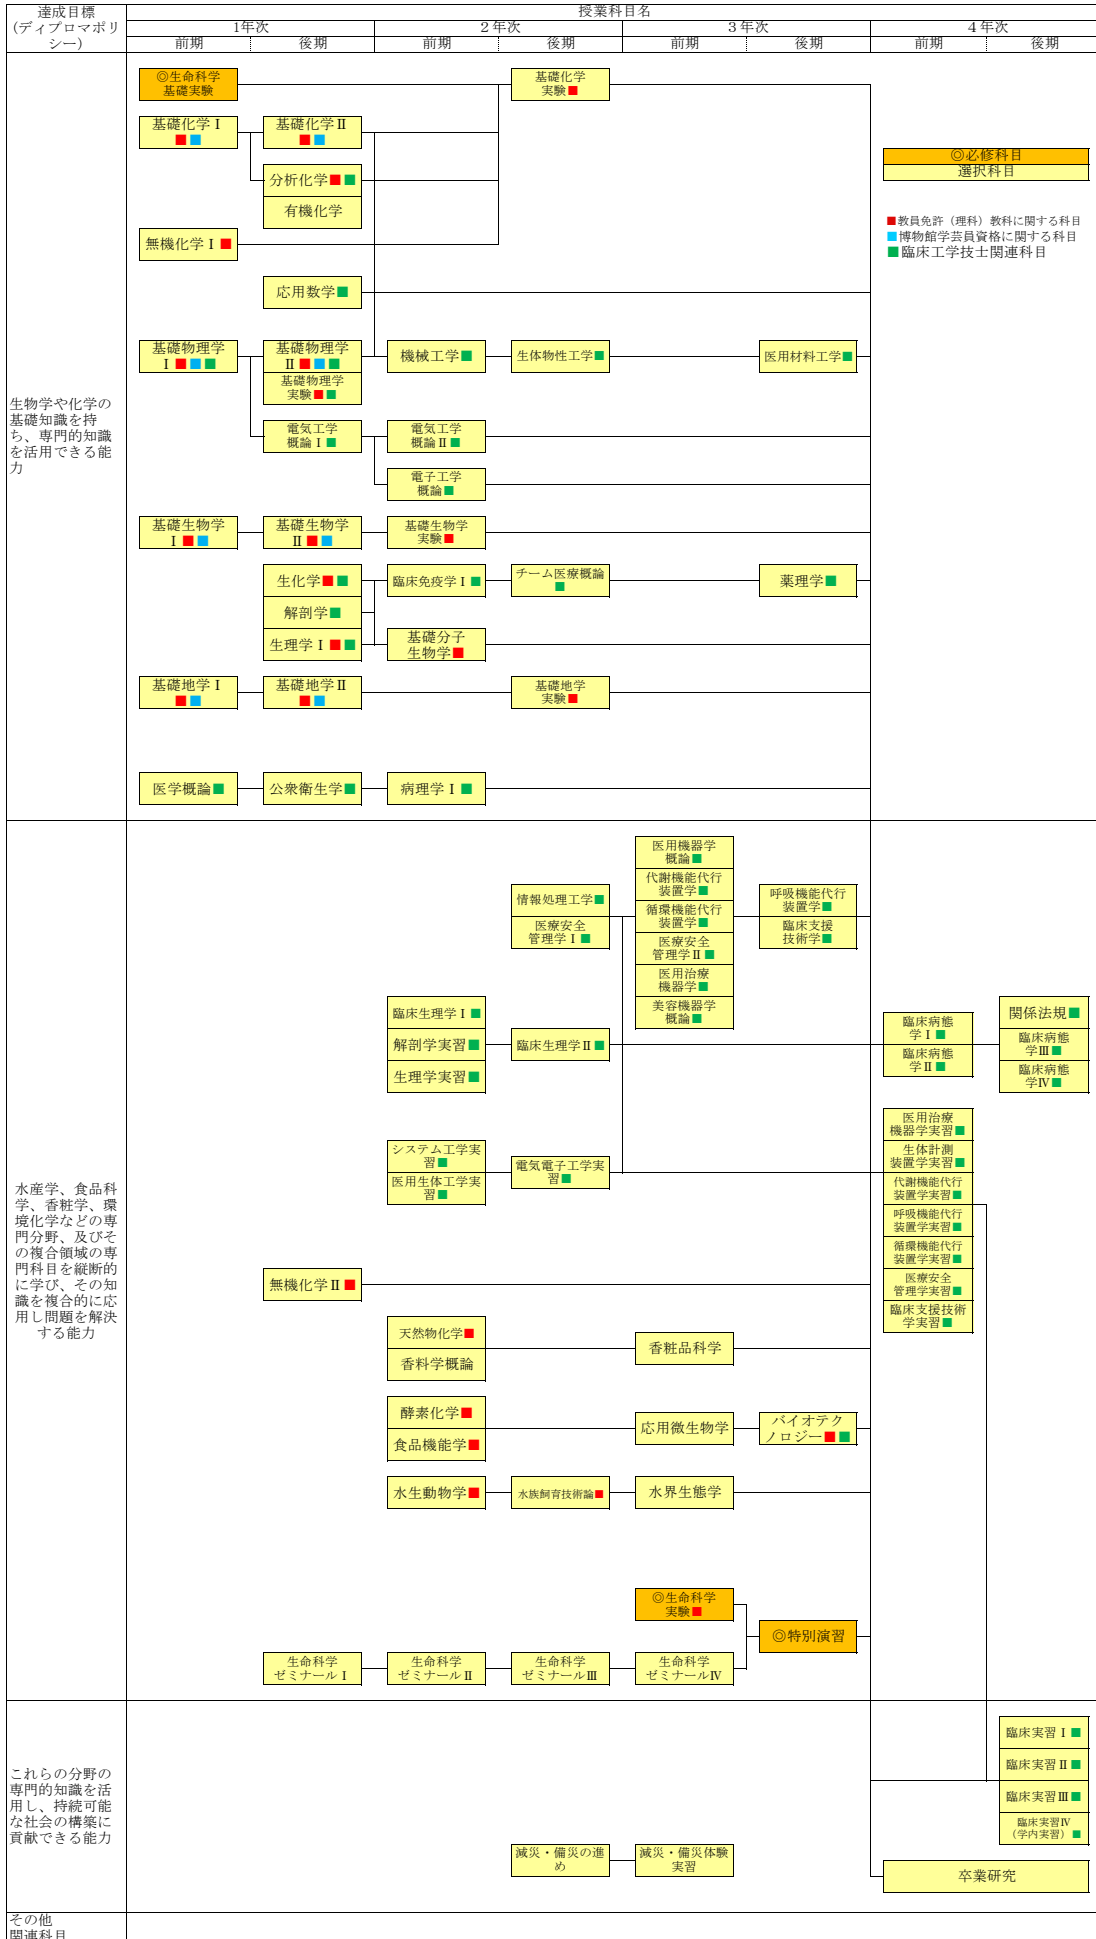 達成目標
(ディプロマポリ
シー)
授業科目名
1年次
２年次
３年次
４年次
前期
後期
前期
後期
前期
後期
前期
後期
生物学や化学の
基礎知識を持
ち、専門的知識
を活用できる能
力
◎生命科学
基礎実験
基礎化学
実験■
基礎化学Ⅰ
■■
基礎化学Ⅱ
■■
◎必修科目
選択科目
分析化学■■
有機化学
■教員免許（理科）教科に関する科目
■博物館学芸員資格に関する科目
■臨床工学技士関連科目
無機化学Ⅰ■
応用数学■
基礎物理学
Ⅰ■■■
基礎物理学
Ⅱ■■■
機械工学■
生体物性工学■
医用材料工学■
基礎物理学
実験■■
電気工学
概論Ⅰ■
電気工学
概論Ⅱ■
電子工学
概論■
基礎生物学
Ⅰ■■
基礎生物学
Ⅱ■■
基礎生物学
実験■
生化学■■
臨床免疫学Ⅰ■
チーム医療概論
■
薬理学■
解剖学■
生理学Ⅰ■■
基礎分子
生物学■
基礎地学Ⅰ
■■
基礎地学Ⅱ
■■
基礎地学
実験■
医学概論■
公衆衛生学■
病理学Ⅰ■
水産学、食品科
学、香粧学、環
境化学などの専
門分野、及びそ
の複合領域の専
門科目を縦断的
に学び、その知
識を複合的に応
用し問題を解決
する能力
医用機器学
概論■
代謝機能代行
装置学■
情報処理工学■
循環機能代行
装置学■
呼吸機能代行
装置学■
医療安全
管理学Ⅰ■
医療安全
管理学Ⅱ■
臨床支援
技術学■
医用治療
機器学■
美容機器学
概論■
臨床生理学Ⅰ■
解剖学実習■
生理学実習■
臨床生理学Ⅱ■
臨床病態
学Ⅰ■
臨床病態
学Ⅱ■
関係法規■
臨床病態
学Ⅲ■
臨床病態
学Ⅳ■
システム工学実
習■
医用生体工学実
習■
電気電子工学実
習■
医用治療
機器学実習■
生体計測
装置学実習■
代謝機能代行
装置学実習■
呼吸機能代行
装置学実習■
循環機能代行
装置学実習■
医療安全
管理学実習■
臨床支援技術
学実習■
無機化学Ⅱ■
天然物化学■
香料学概論
香粧品科学
酵素化学■
食品機能学■
応用微生物学
バイオテク
ノロジー■■
水生動物学■
水族飼育技術論■
水界生態学
◎生命科学
実験■
◎特別演習
生命科学
ゼミナールⅠ
生命科学
ゼミナールⅡ
生命科学
ゼミナールⅢ
生命科学
ゼミナールⅣ
これらの分野の
専門的知識を活
用し、持続可能
な社会の構築に
貢献できる能力
臨床実習Ⅰ■
臨床実習Ⅱ■
臨床実習Ⅲ■
臨床実習Ⅳ
（学内実習）■
減災・備災の進
め
減災・備災体験
実習
卒業研究
その他
関連科目